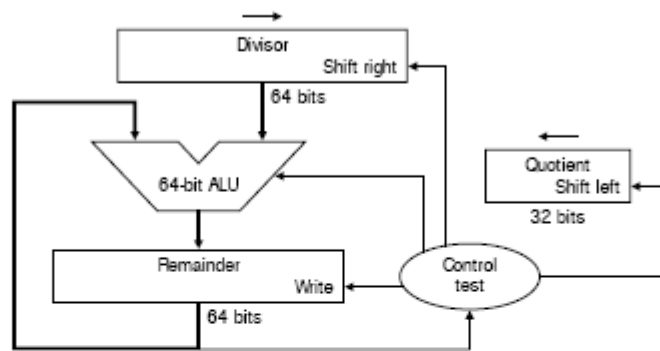 Divisor
Shift right
64 bits
64-bit ALU
Quotient
Shift left
32 bits
Remainder
Write
Control
test
64 bits